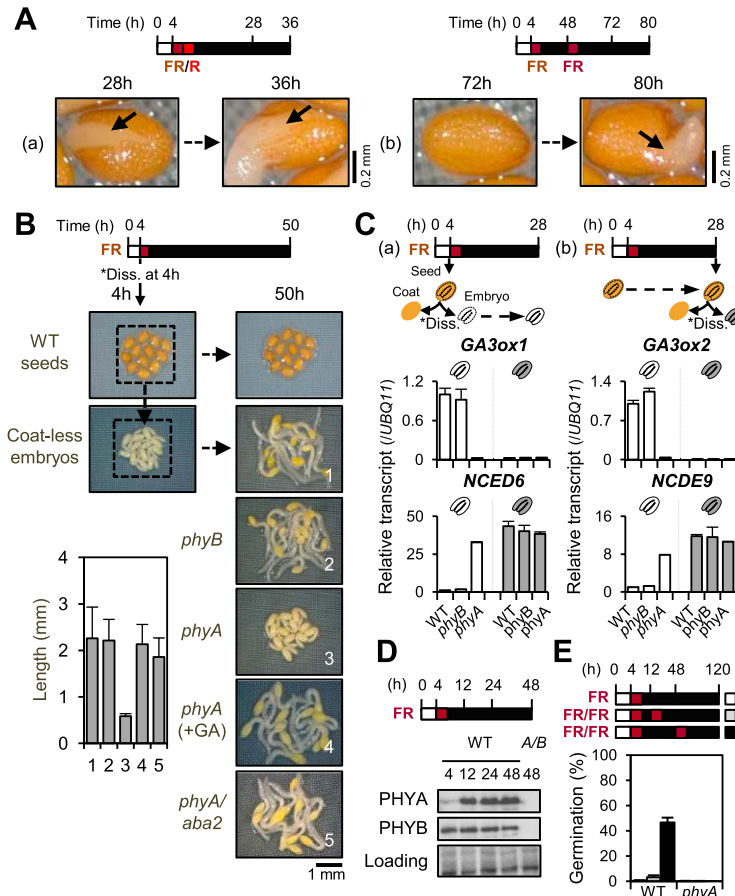 A
Time (h) 0 4 28 36
FR/R
28h 36h
(a)
0.2 mm
Time (h) 0 4 48 72 80
FR FR
72h 80h
(b)
0.2 mm
B
Time (h) 0 4 50
FR
*Diss. at 4h
4h 50h
WT
seeds
Coat-less
embryos
1
phyB
2
phyA
3
phyA
(+GA)
4
phyA/
aba2
5
1 mm
Length (mm)
4
3
2
1
0
1 2 3 4 5
C
(h) 0 4 28
(a) FR
Seed
Coat
Embryo
*Diss.
(h) 0 4 28
(b) FR
*Diss.
GA3ox1
Relative transcript (/UBQ11)
1.2
0.7
0
NCED6
50
25
0
WT phyB phyA WT phyB phyA
GA3ox2
Relative transcript (/UBQ11)
1.4
0.7
0
NCDE9
16
8
0
WT phyB phyA WT phyB phyA
D
(h) 0 4 12 24 48
FR
WT A/B
4 12 24 48 48
PHYA
PHYB
Loading
E
(h) 0 4 12 48 120
FR
FR/FR
FR/FR
Germination (%)
100
80
60
40
20
0
WT phyA